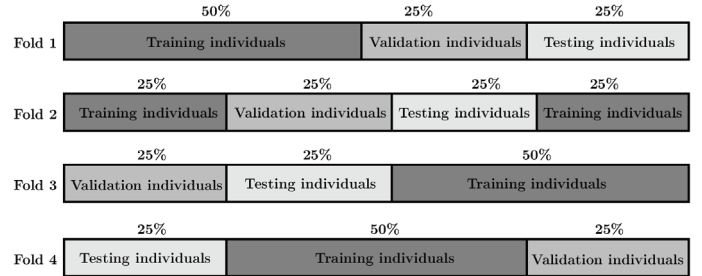 50% 25% 25%
Fold 1 Training individuals Validation individuals Testing individuals
25% 25% 25% 25%
Fold 2 Training individuals Validation individuals Testing individuals Training individuals
25% 25% 50%
Fold 3 Validation individuals Testing individuals Training individuals
25% 50% 25%
Fold 4 Testing individuals Training individuals Validation individuals